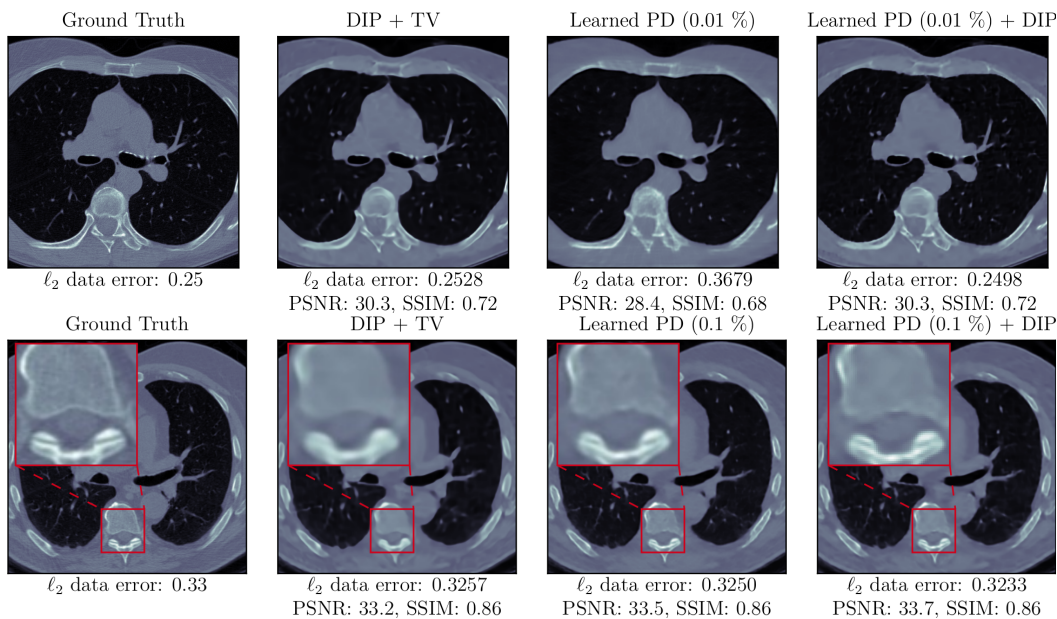 Ground Truth
DIP + TV
Learned PD (0.01 %)
Learned PD (0.01 %) + DIP
ℓ₂ data error: 0.25
ℓ₂ data error: 0.2528
PSNR: 30.3, SSIM: 0.72
ℓ₂ data error: 0.3679
PSNR: 28.4, SSIM: 0.68
ℓ₂ data error: 0.2498
PSNR: 30.3, SSIM: 0.72
Ground Truth
DIP + TV
Learned PD (0.1 %)
Learned PD (0.1 %) + DIP
ℓ₂ data error: 0.33
ℓ₂ data error: 0.3257
PSNR: 33.2, SSIM: 0.86
ℓ₂ data error: 0.3250
PSNR: 33.5, SSIM: 0.86
ℓ₂ data error: 0.3233
PSNR: 33.7, SSIM: 0.86